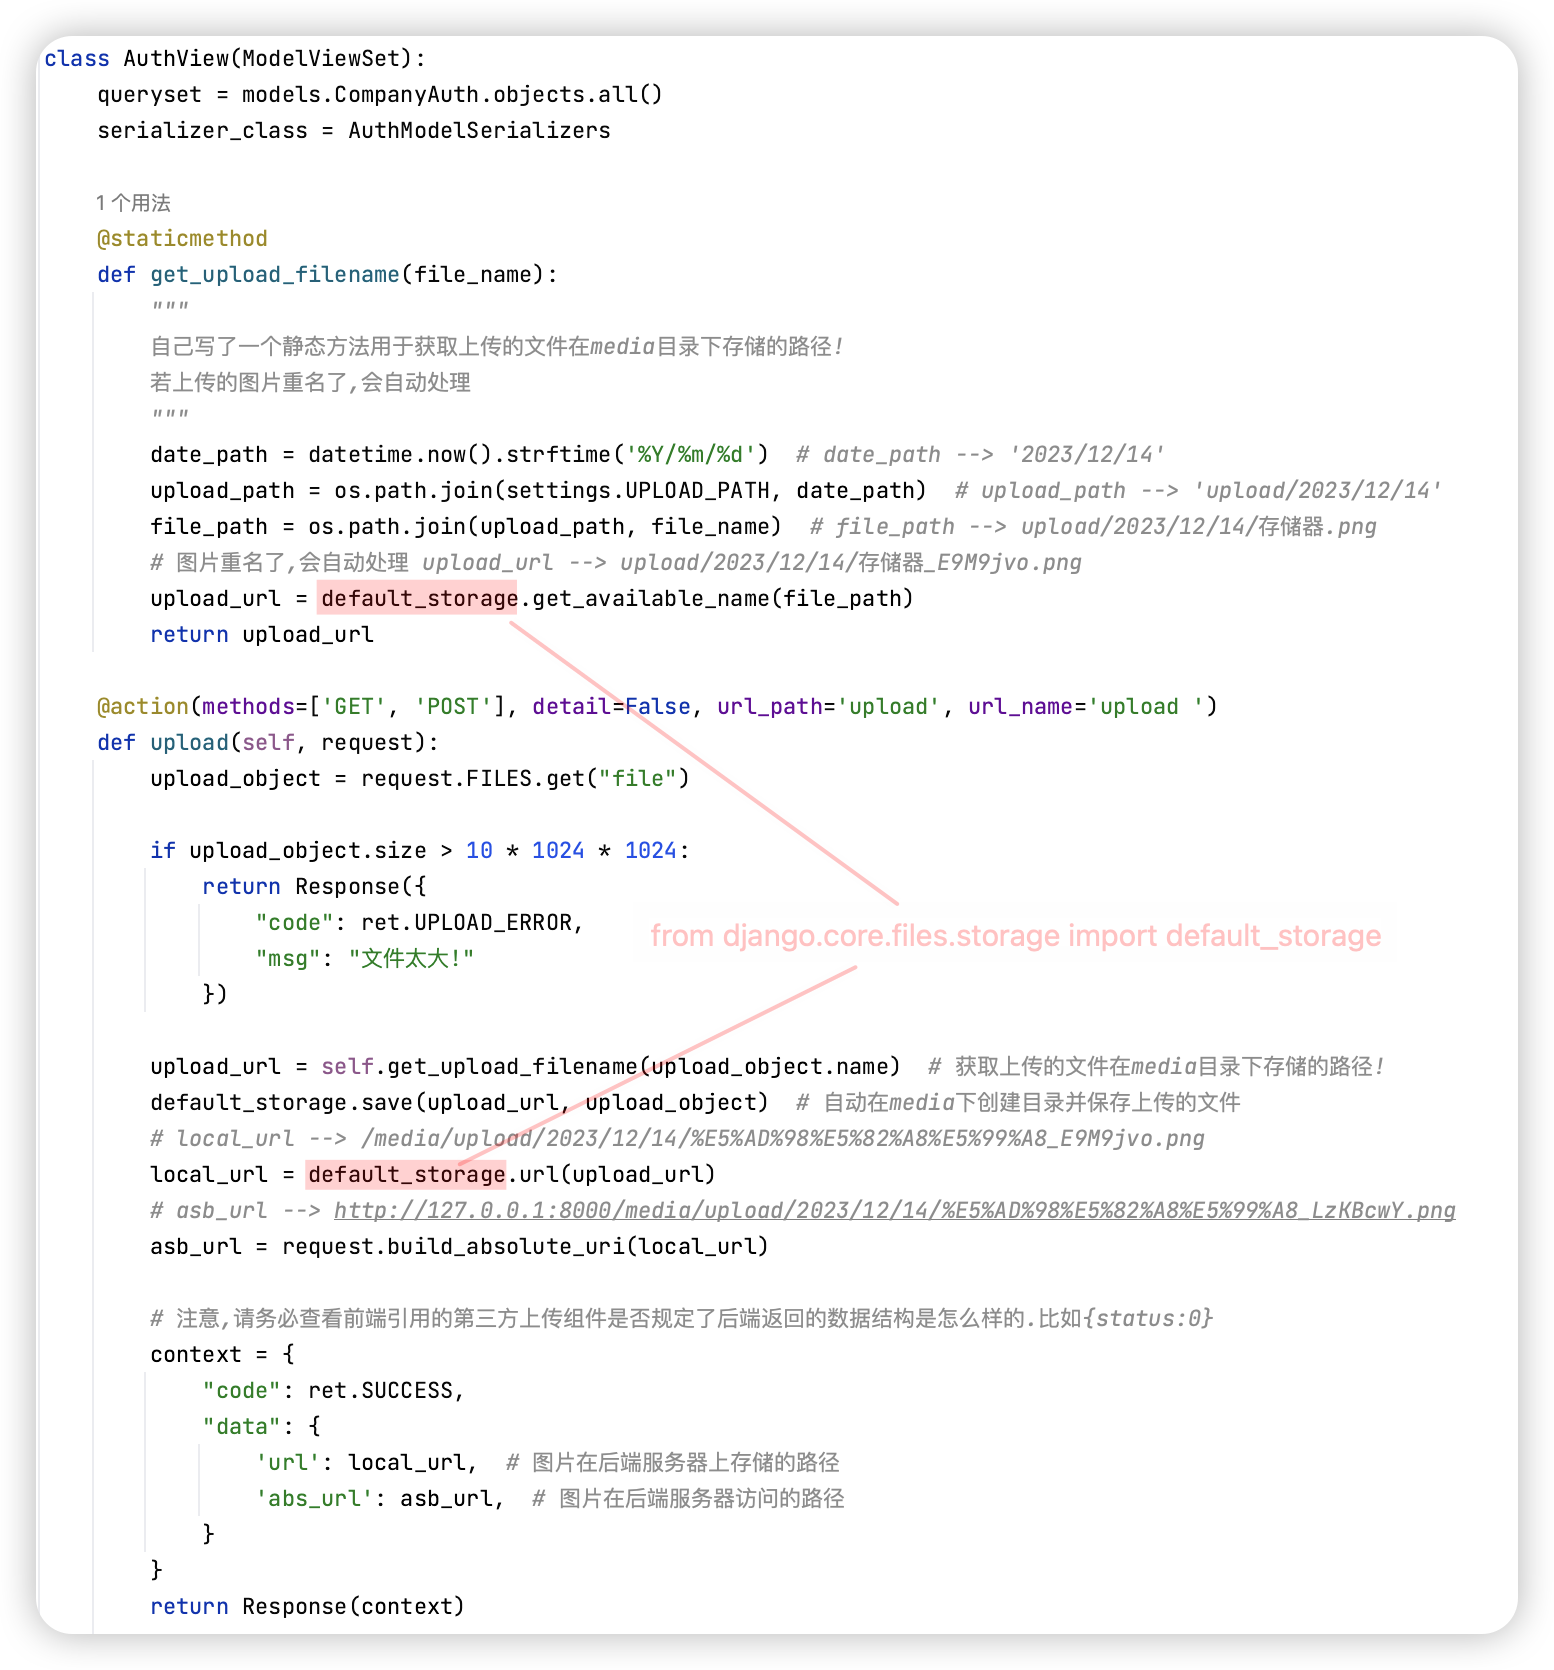 class AuthView(ModelViewSet):
    queryset = models.CompanyAuth.objects.all()
    serializer_class = AuthModelSerializers

    1 个用法
    @staticmethod
    def get_upload_filename(file_name):
        """
        自己写了一个静态方法用于获取上传的文件在media目录下存储的路径!
        若上传的图片重名了,会自动处理
        """
        date_path = datetime.now().strftime('%Y/%m/%d')  # date_path --> '2023/12/14'
        upload_path = os.path.join(settings.UPLOAD_PATH, date_path)  # upload_path --> 'upload/2023/12/14'
        file_path = os.path.join(upload_path, file_name)  # file_path --> upload/2023/12/14/存储器.png
        # 图片重名了,会自动处理 upload_url --> upload/2023/12/14/存储器_E9M9jvo.png
        upload_url = default_storage.get_available_name(file_path)
        return upload_url

    @action(methods=['GET', 'POST'], detail=False, url_path='upload', url_name='upload ')
    def upload(self, request):
        upload_object = request.FILES.get("file")

        if upload_object.size > 10 * 1024 * 1024:
            return Response({
                "code": ret.UPLOAD_ERROR,
from django.core.files.storage import default_storage
                "msg": "文件太大!"
            })

        upload_url = self.get_upload_filename(upload_object.name)  # 获取上传的文件在media目录下存储的路径!
        default_storage.save(upload_url, upload_object)  # 自动在media下创建目录并保存上传的文件
        # local_url --> /media/upload/2023/12/14/%E5%AD%98%E5%82%A8%E5%99%A8_E9M9jvo.png
        local_url = default_storage.url(upload_url)
        # asb_url --> http://127.0.0.1:8000/media/upload/2023/12/14/%E5%AD%98%E5%82%A8%E5%99%A8_LzKBcwY.png
        asb_url = request.build_absolute_uri(local_url)

        # 注意,请务必查看前端引用的第三方上传组件是否规定了后端返回的数据结构是怎么样的.比如{status:0}
        context = {
            "code": ret.SUCCESS,
            "data": {
                'url': local_url,  # 图片在后端服务器上存储的路径
                'abs_url': asb_url,  # 图片在后端服务器访问的路径
            }
        }
        return Response(context)